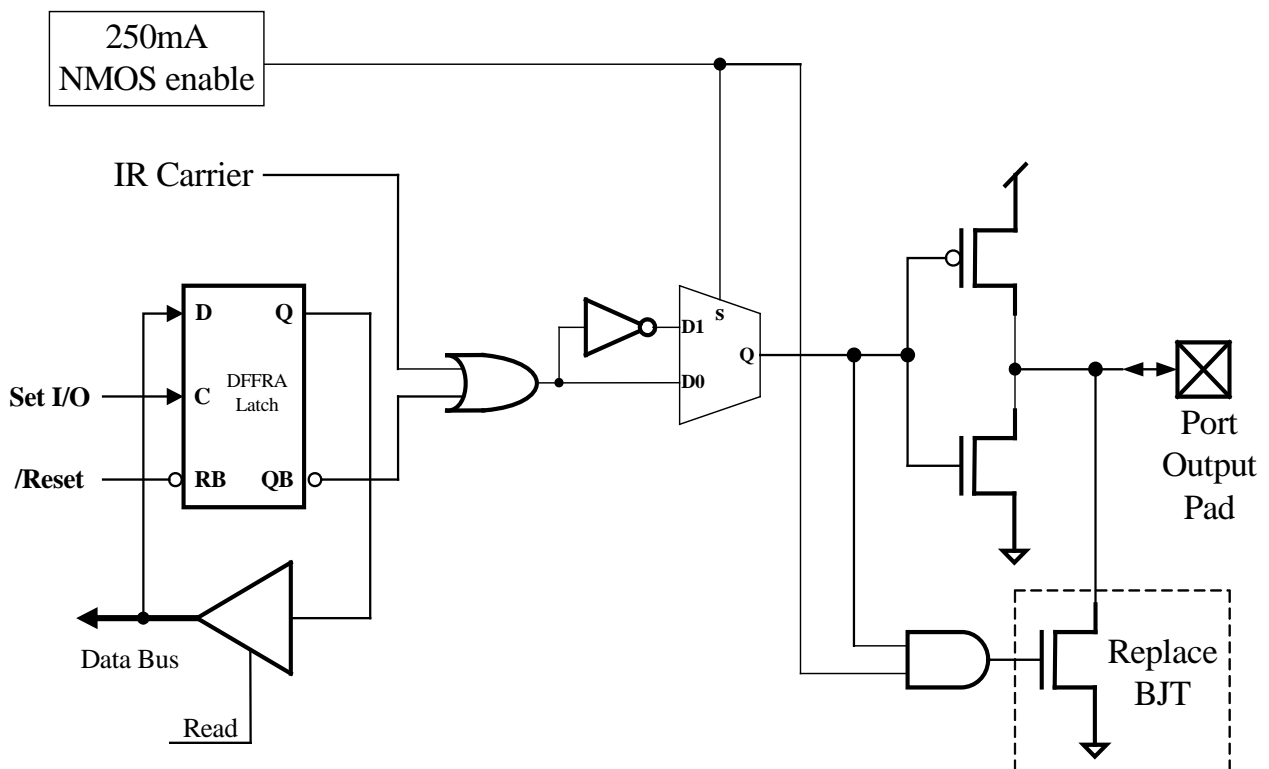 250mA
NMOS enable
IR Carrier
D
Q
DFFRA
Latch
Set I/O
C
/Reset
RB
QB
Data Bus
Read
s
D1
Q
D0
Port
Output
Pad
Replace
BJT